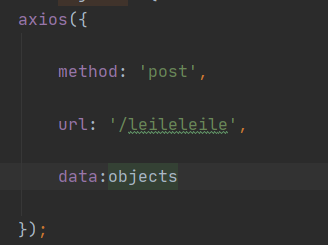 axios({
method: 'post',
url: '/leileleile',
data:objects
});